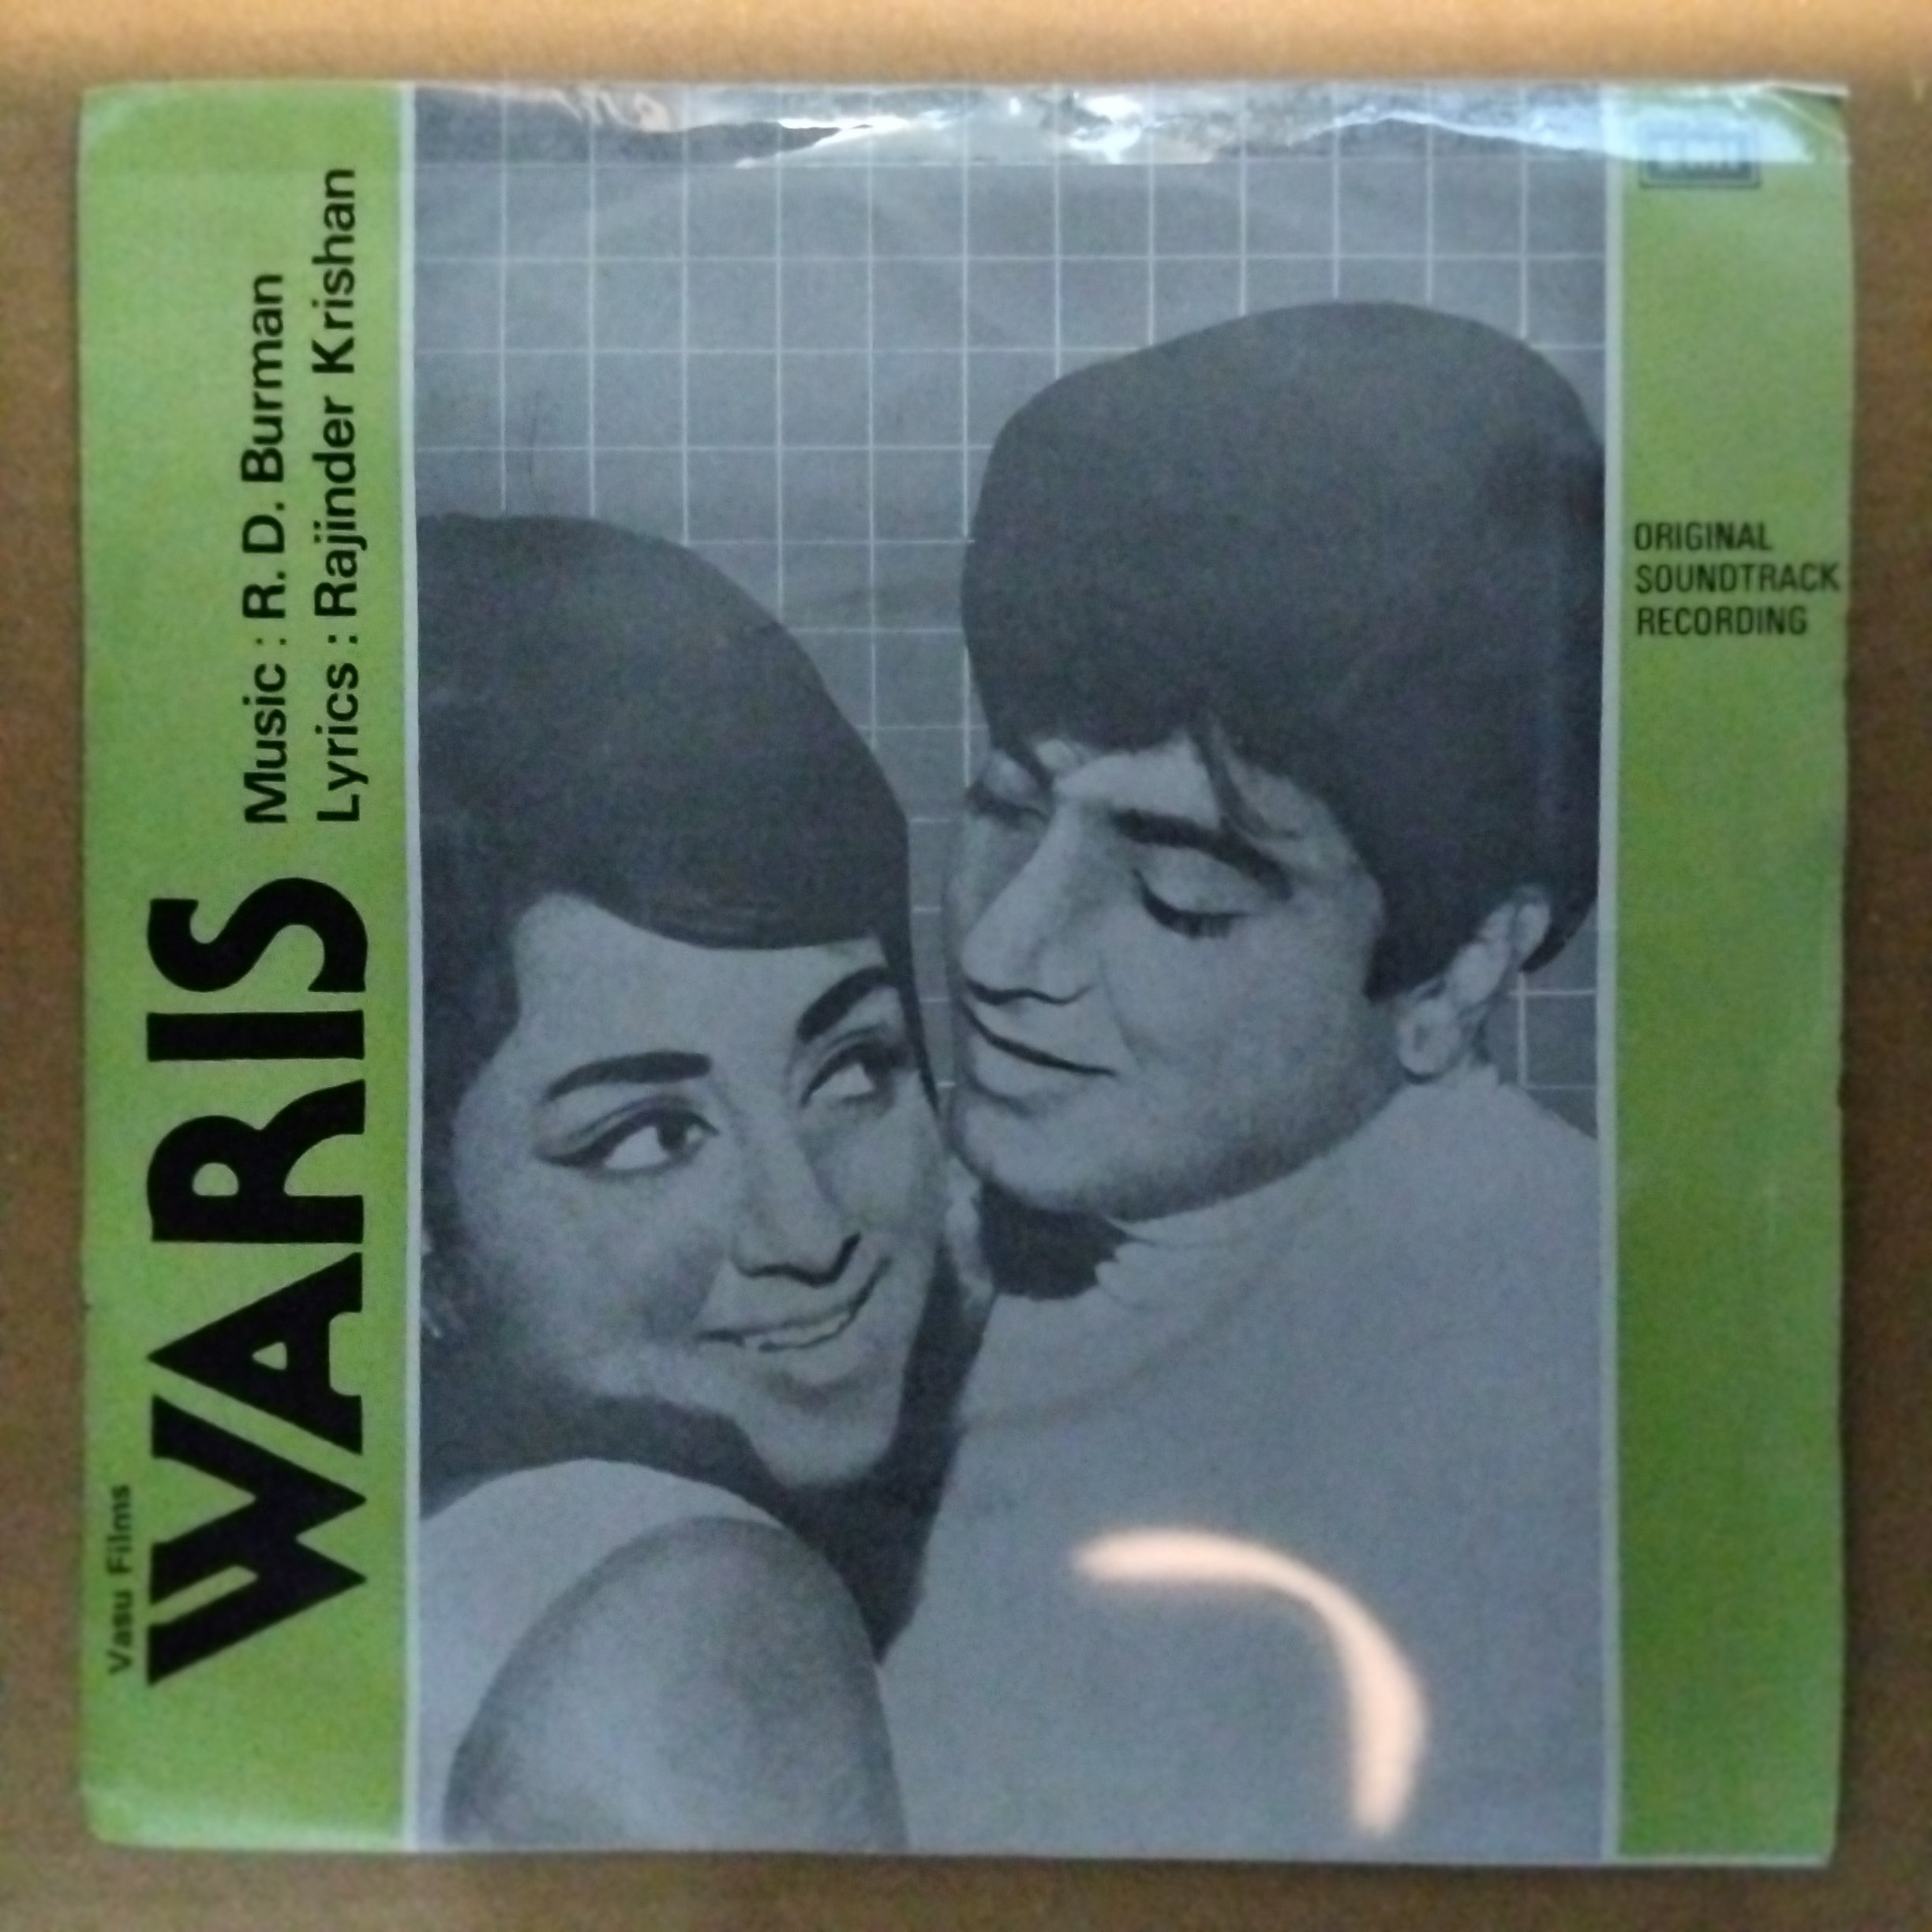 Vasu Films
WARIS
Music : R. D. Burman
Lyrics : Rajinder Krishan
ORIGINAL
SOUNDTRACK
RECORDING